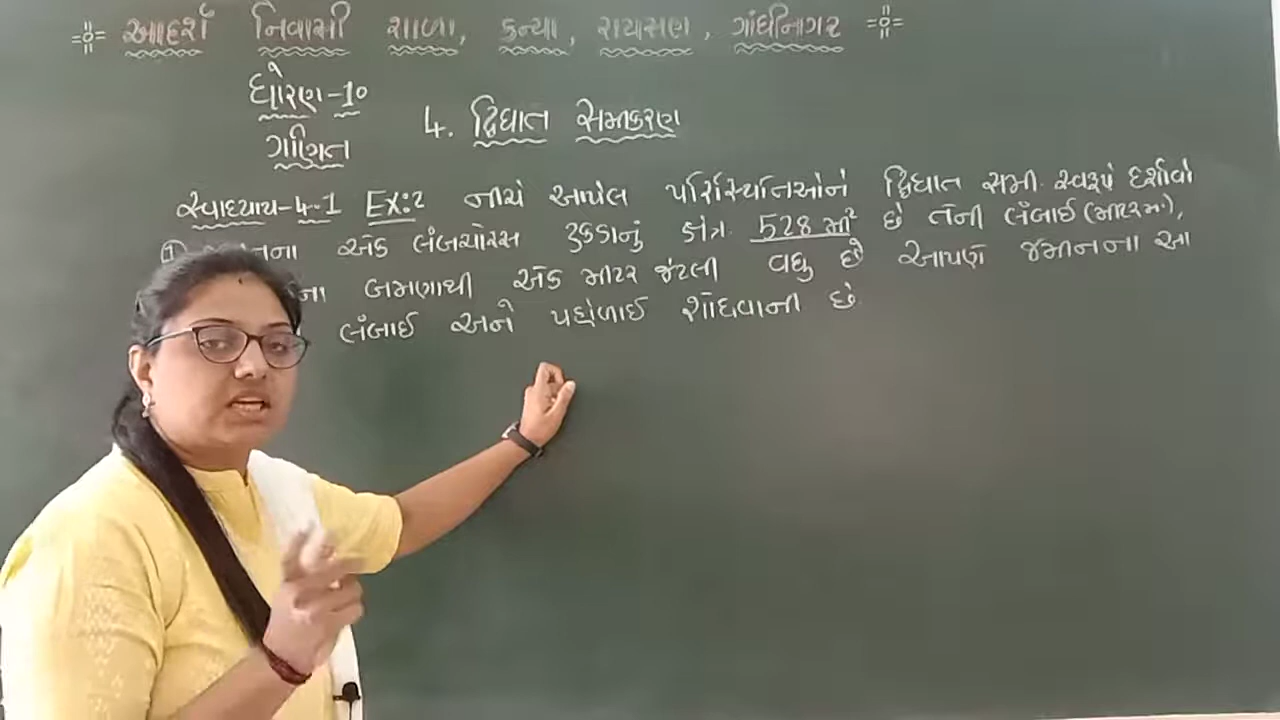 આદર્શ નિવાસી શાળા, કન્યા, રાયસણ, ગાંધીનગર
ધોરણ-10
ગણિત
4. દ્વિઘાત સમીકરણ
સ્વાધ્યાય-4.1 Ex:2 નીચે આપેલ પરિસ્થિતિઓને દ્વિઘાત સમી. સ્વરૂપે દર્શાવો
① ના એક લંબચોરસ ટુકડાનું ક્ષેત્ર. 528 મી² છે તેની લંબાઈ (મીટરમાં),
ના બમણાથી એક મીટર જેટલી વધુ છે આપણે જમીનના આ
લંબાઈ અને પહોળાઈ શોધવાની છે